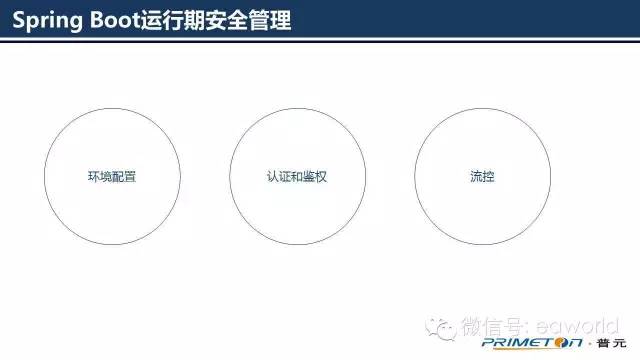 Spring Boot运行期安全管理
环境配置
认证和鉴权
流控
微信号: eaworld
PRIMETON·普元